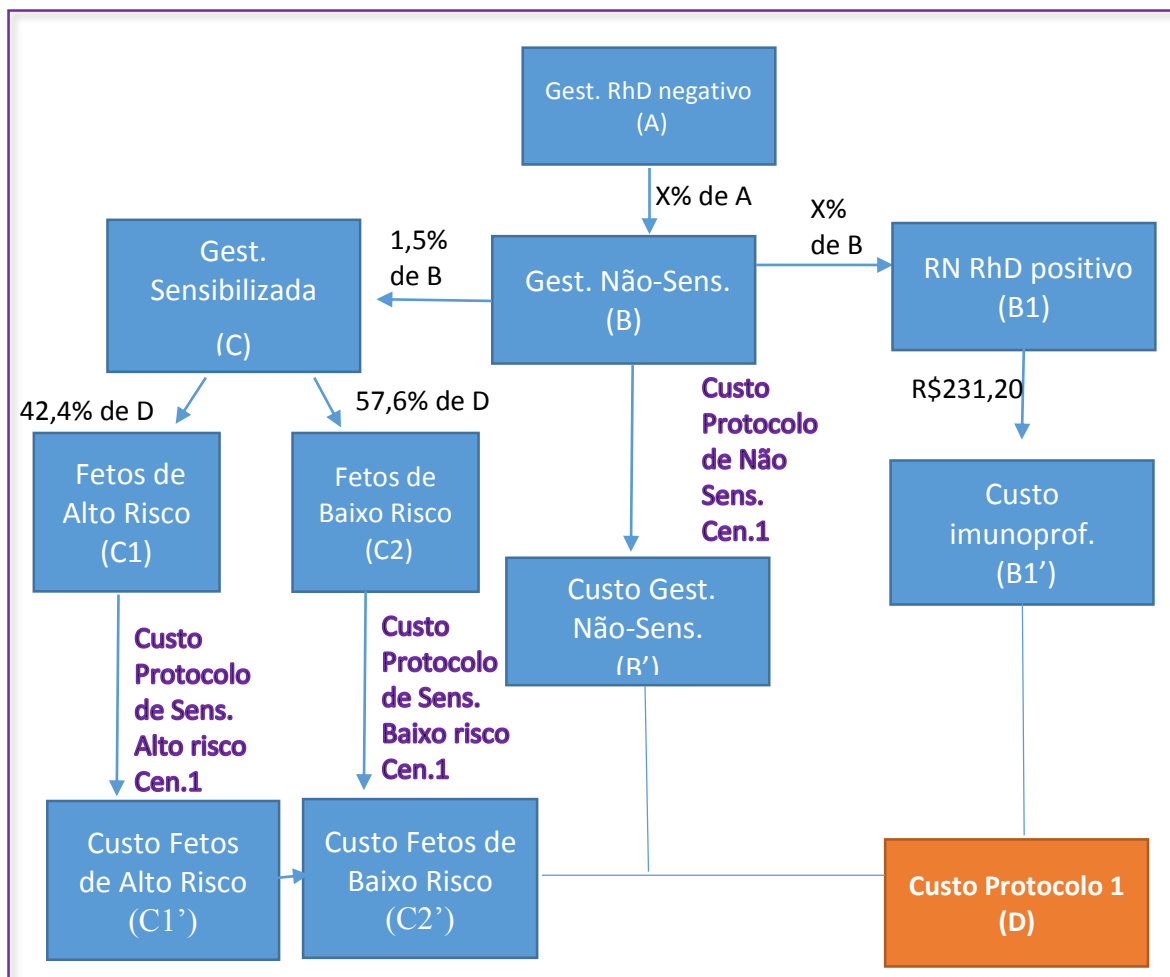 Gest. RhD negativo
(A)
X% de A
X%
de B
1,5%
de B
Gest.
Sensibilizada
(C)
Gest. Não-Sens.
(B)
RN RhD positivo
(B1)
42,4% de D
57,6% de D
Custo
Protocolo
de Não
Sens.
Cen.1
R$231,20
Fetos de
Alto Risco
(C1)
Fetos de
Baixo Risco
(C2)
Custo
imunoprof.
(B1’)
Custo Gest.
Não-Sens.
(B’)
Custo
Protocolo
de Sens.
Alto risco
Cen.1
Custo
Protocolo
de Sens.
Baixo risco
Cen.1
Custo Fetos
de Alto Risco
(C1’)
Custo Fetos de
Baixo Risco
(C2’)
Custo Protocolo 1
(D)